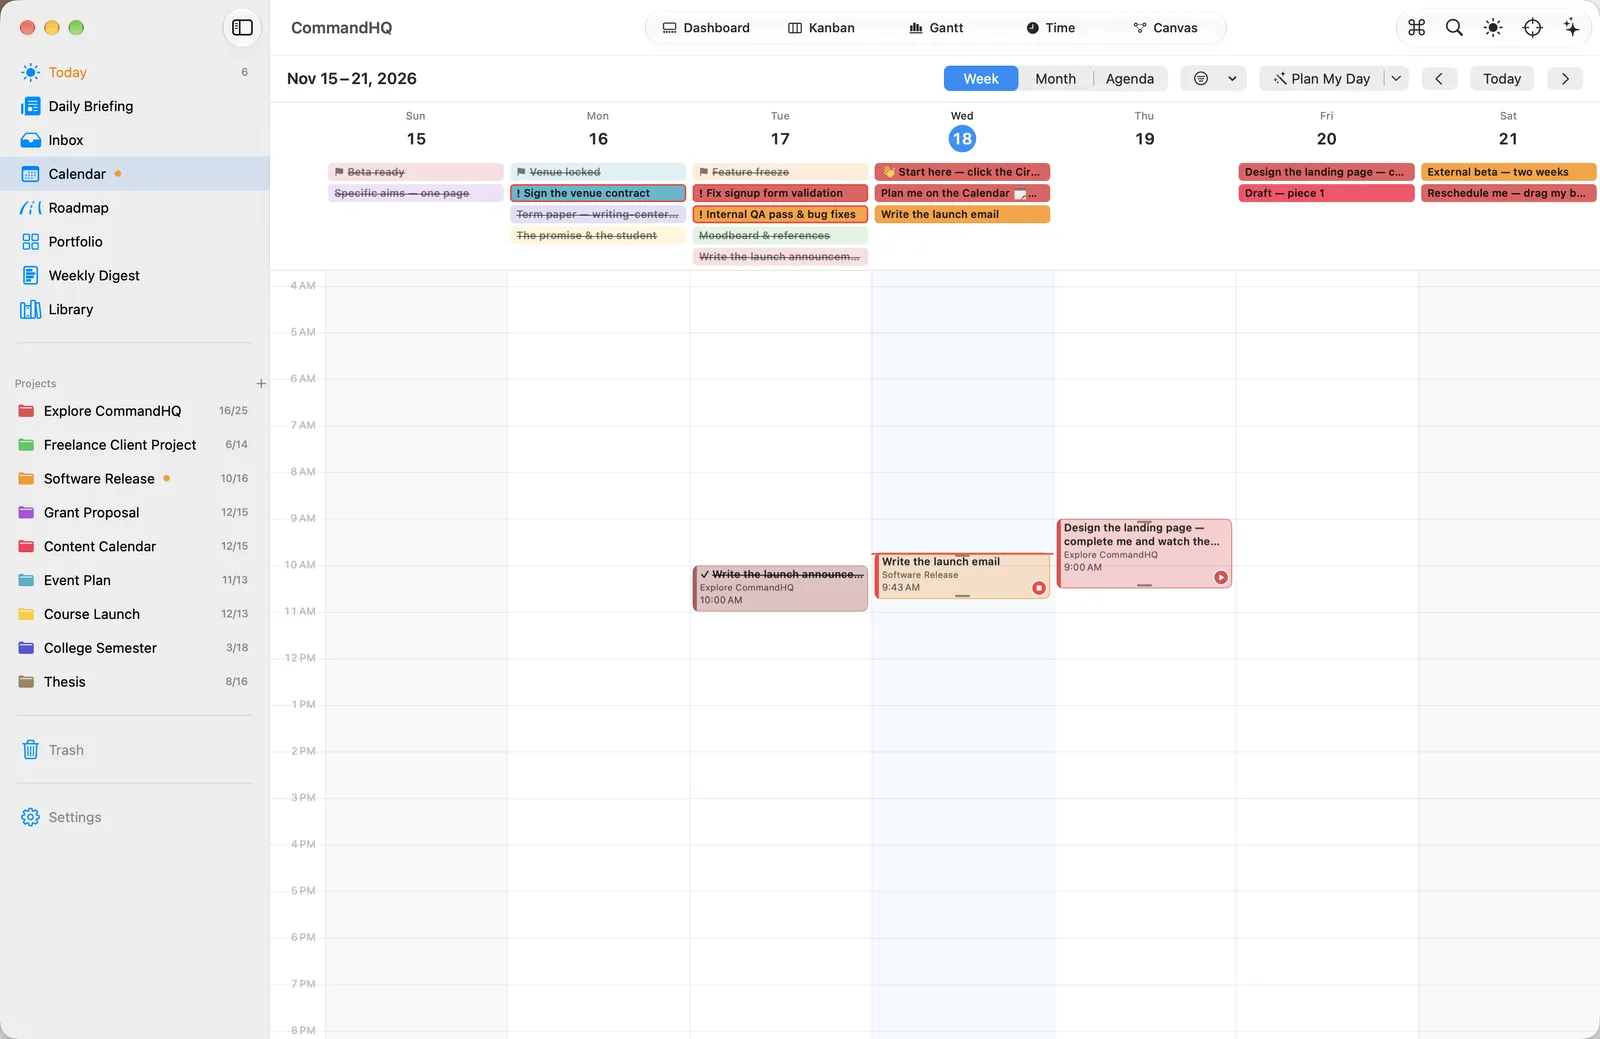 CommandHQ
Dashboard
Kanban
Gantt
Time
Canvas
Today
6
Daily Briefing
Inbox
Calendar
Roadmap
Portfolio
Weekly Digest
Library
Projects
Explore CommandHQ 16/25
Freelance Client Project 6/14
Software Release 10/16
Grant Proposal 12/15
Content Calendar 12/15
Event Plan 11/13
Course Launch 12/13
College Semester 3/18
Thesis 8/16
Trash
Settings
Nov 15–21, 2026
Week
Month
Agenda
Plan My Day
Today
Sun
15
Mon
16
Tue
17
Wed
18
Thu
19
Fri
20
Sat
21
Beta ready
Specific aims — one page
Venue locked
! Sign the venue contract
Term paper — writing-center...
The promise & the student
Feature freeze
! Fix signup form validation
! Internal QA pass & bug fixes
Moodboard & references
Write the launch announcem...
👋 Start here — click the Cir...
Plan me on the Calendar ...
Write the launch email
Design the landing page — c...
Draft — piece 1
External beta — two weeks
Reschedule me — drag my b...
4 AM
5 AM
6 AM
7 AM
8 AM
9 AM
10 AM
11 AM
12 PM
1 PM
2 PM
3 PM
4 PM
5 PM
6 PM
7 PM
8 PM
✓ Write the launch announce...
Explore CommandHQ
10:00 AM
Write the launch email
Software Release
9:43 AM
Design the landing page —
complete me and watch the...
Explore CommandHQ
9:00 AM